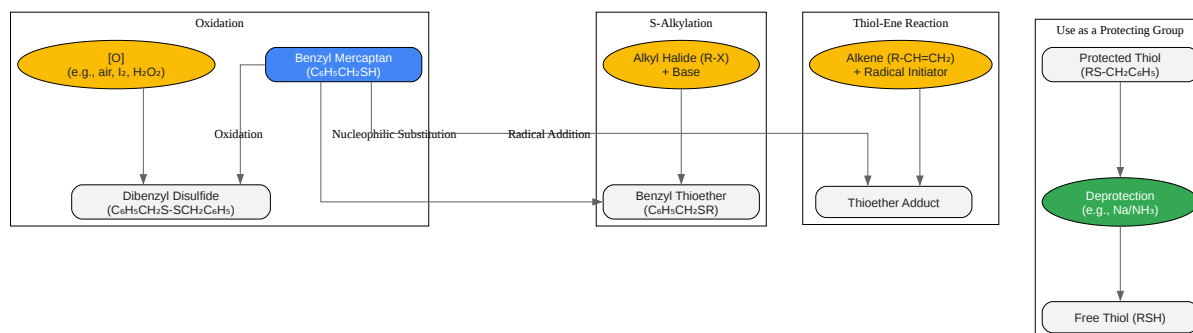 Oxidation
[O]
(e.g., air, I₂, H₂O₂)
Benzyl Mercaptan
(C₆H₅CH₂SH)
Oxidation
Nucleophilic Substitution
Radical Addition
Dibenzyl Disulfide
(C₆H₅CH₂S-SCH₂C₆H₅)
S-Alkylation
Alkyl Halide (R-X)
+ Base
Benzyl Thioether
(C₆H₅CH₂SR)
Thiol-Ene Reaction
Alkene (R-CH=CH₂)
+ Radical Initiator
Thioether Adduct
Use as a Protecting Group
Protected Thiol
(RS-CH₂C₆H₅)
Deprotection
(e.g., Na/NH₃)
Free Thiol (RSH)